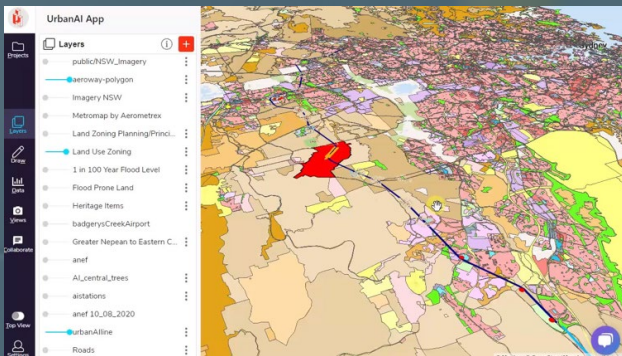 UrbanAI App
Projects
Layers
Draw
Data
Views
Collaborate
Top View
Settings
Layers
public/NSW_Imagery
aeroway-polygon
Imagery NSW
Metromap by Aerometrex
Land Zoning Planning/Princi...
Land Use Zoning
1 in 100 Year Flood Level
Flood Prone Land
Heritage Items
badgerysCreekAirport
Greater Nepean to Eastern C...
anef
AI_central_trees
aistations
anef 10_08_2020
urbanAIline
Roads
Sydney